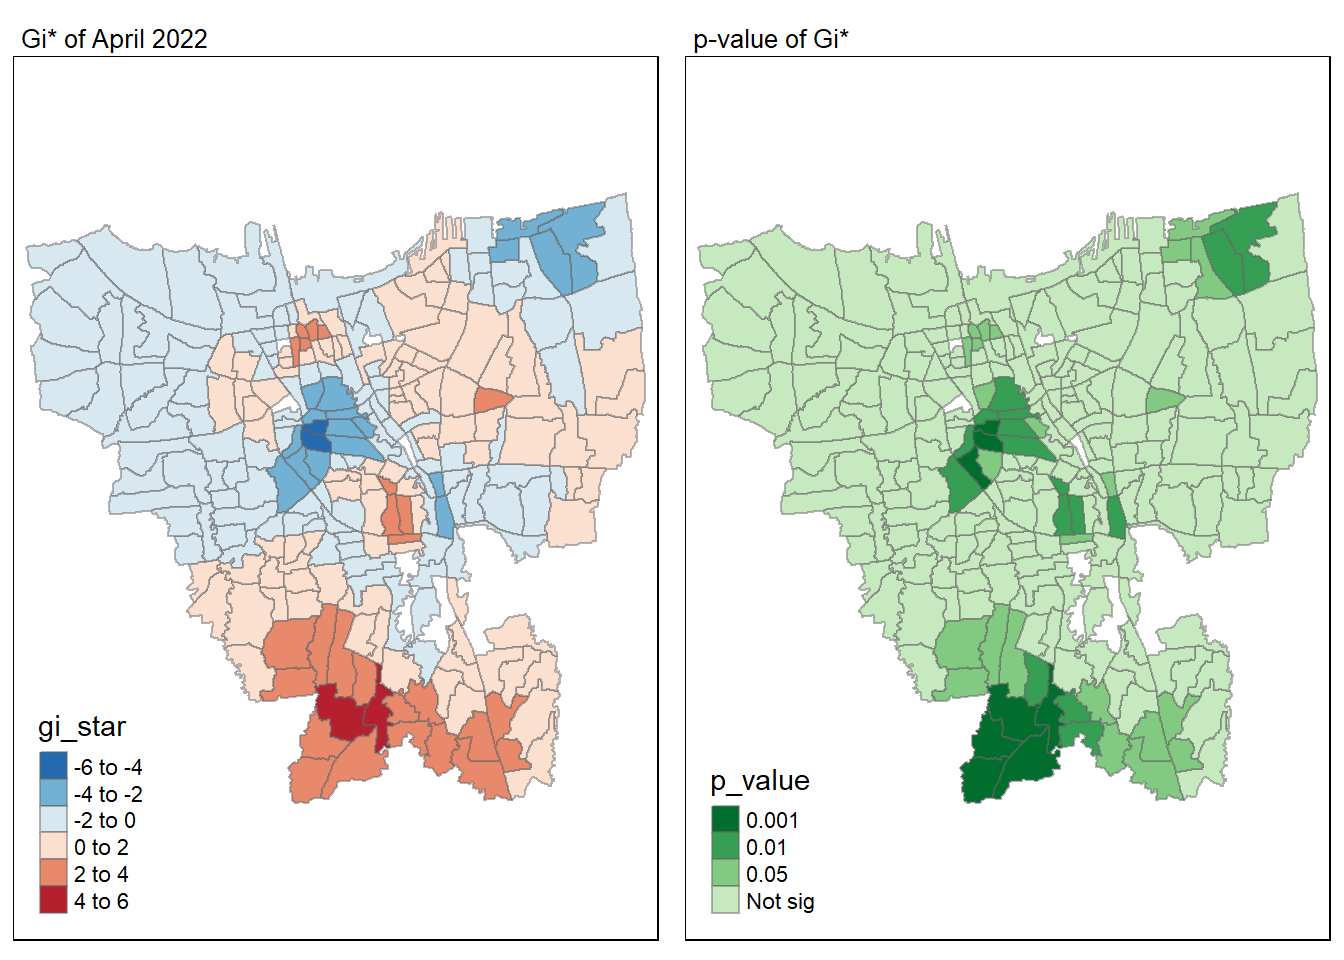 Gi* of April 2022
gi_star
-6 to -4
-4 to -2
-2 to 0
0 to 2
2 to 4
4 to 6
p-value of Gi*
p_value
0.001
0.01
0.05
Not sig